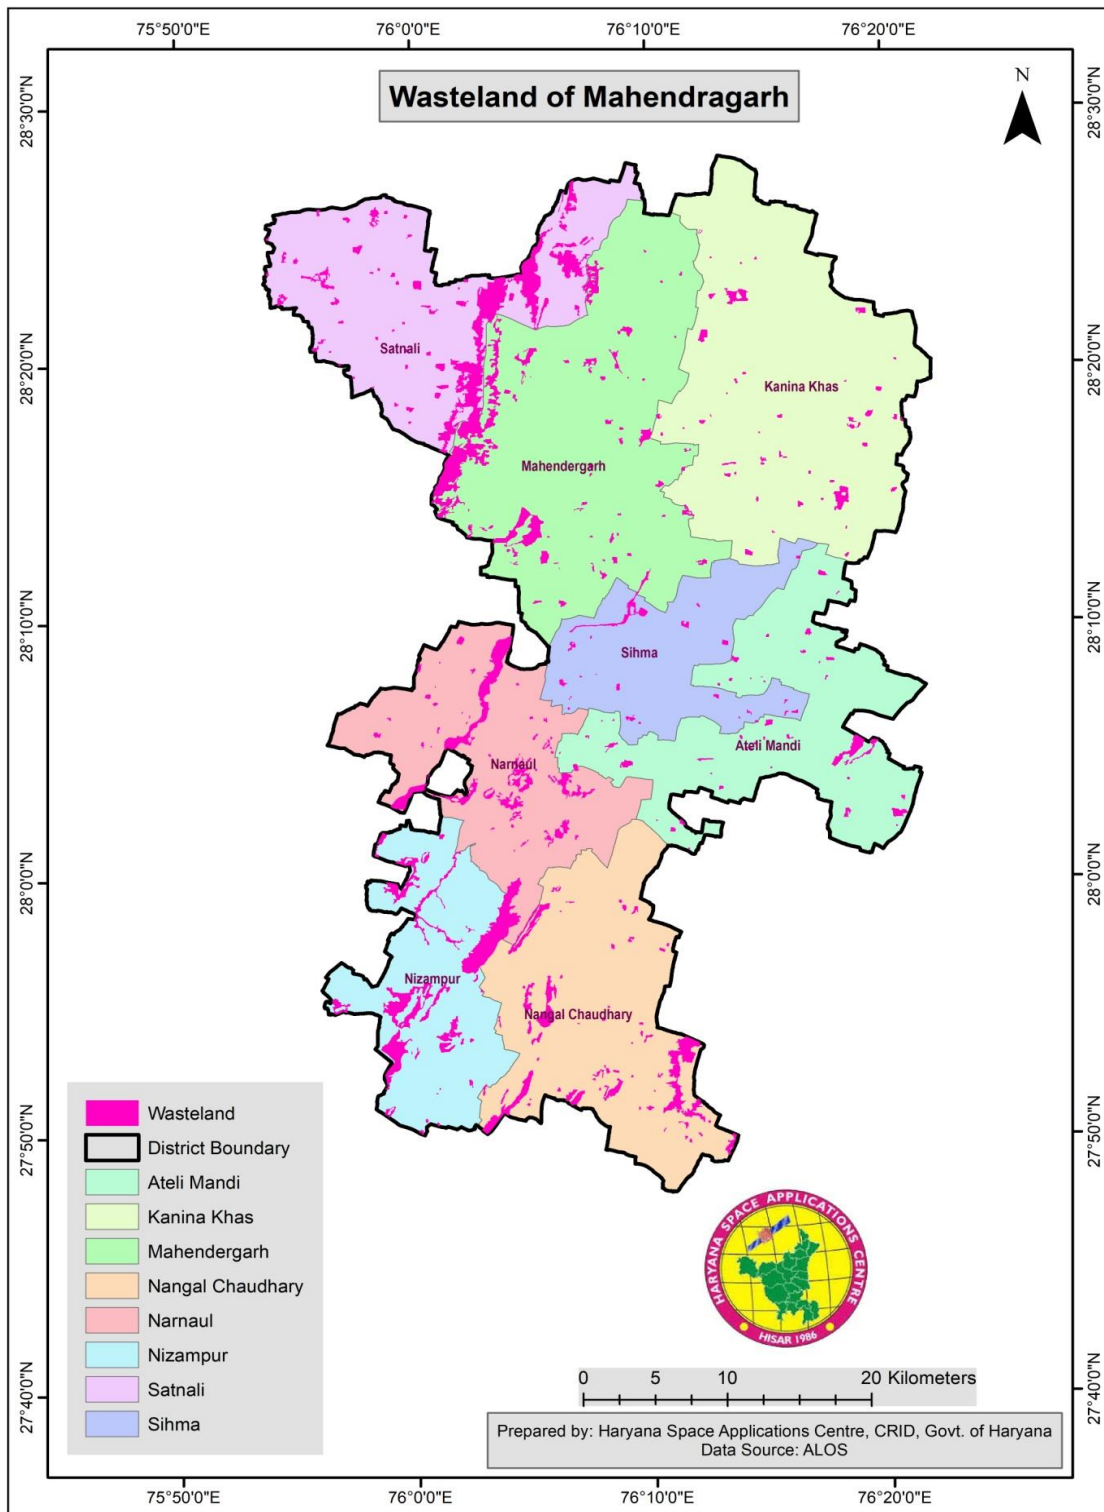 75°50'0"E 76°0'0"E 76°10'0"E 76°20'0"E
Wasteland of Mahendragarh
N
28°30'0"N
28°30'0"N
28°20'0"N
28°20'0"N
28°10'0"N
28°10'0"N
28°0'0"N
28°0'0"N
27°50'0"N
27°50'0"N
27°40'0"N
27°40'0"N
Satnali
Kanina Khas
Mahendergarh
Sihma
Ateli Mandi
Narnaul
Nizampur
Nangal Chaudhary
Wasteland
District Boundary
Ateli Mandi
Kanina Khas
Mahendergarh
Nangal Chaudhary
Narnaul
Nizampur
Satnali
Sihma
HARYANA SPACE APPLICATIONS CENTRE
HISAR 1986
0 5 10 20 Kilometers
Prepared by: Haryana Space Applications Centre, CRID, Govt. of Haryana
Data Source: ALOS
75°50'0"E 76°0'0"E 76°10'0"E 76°20'0"E